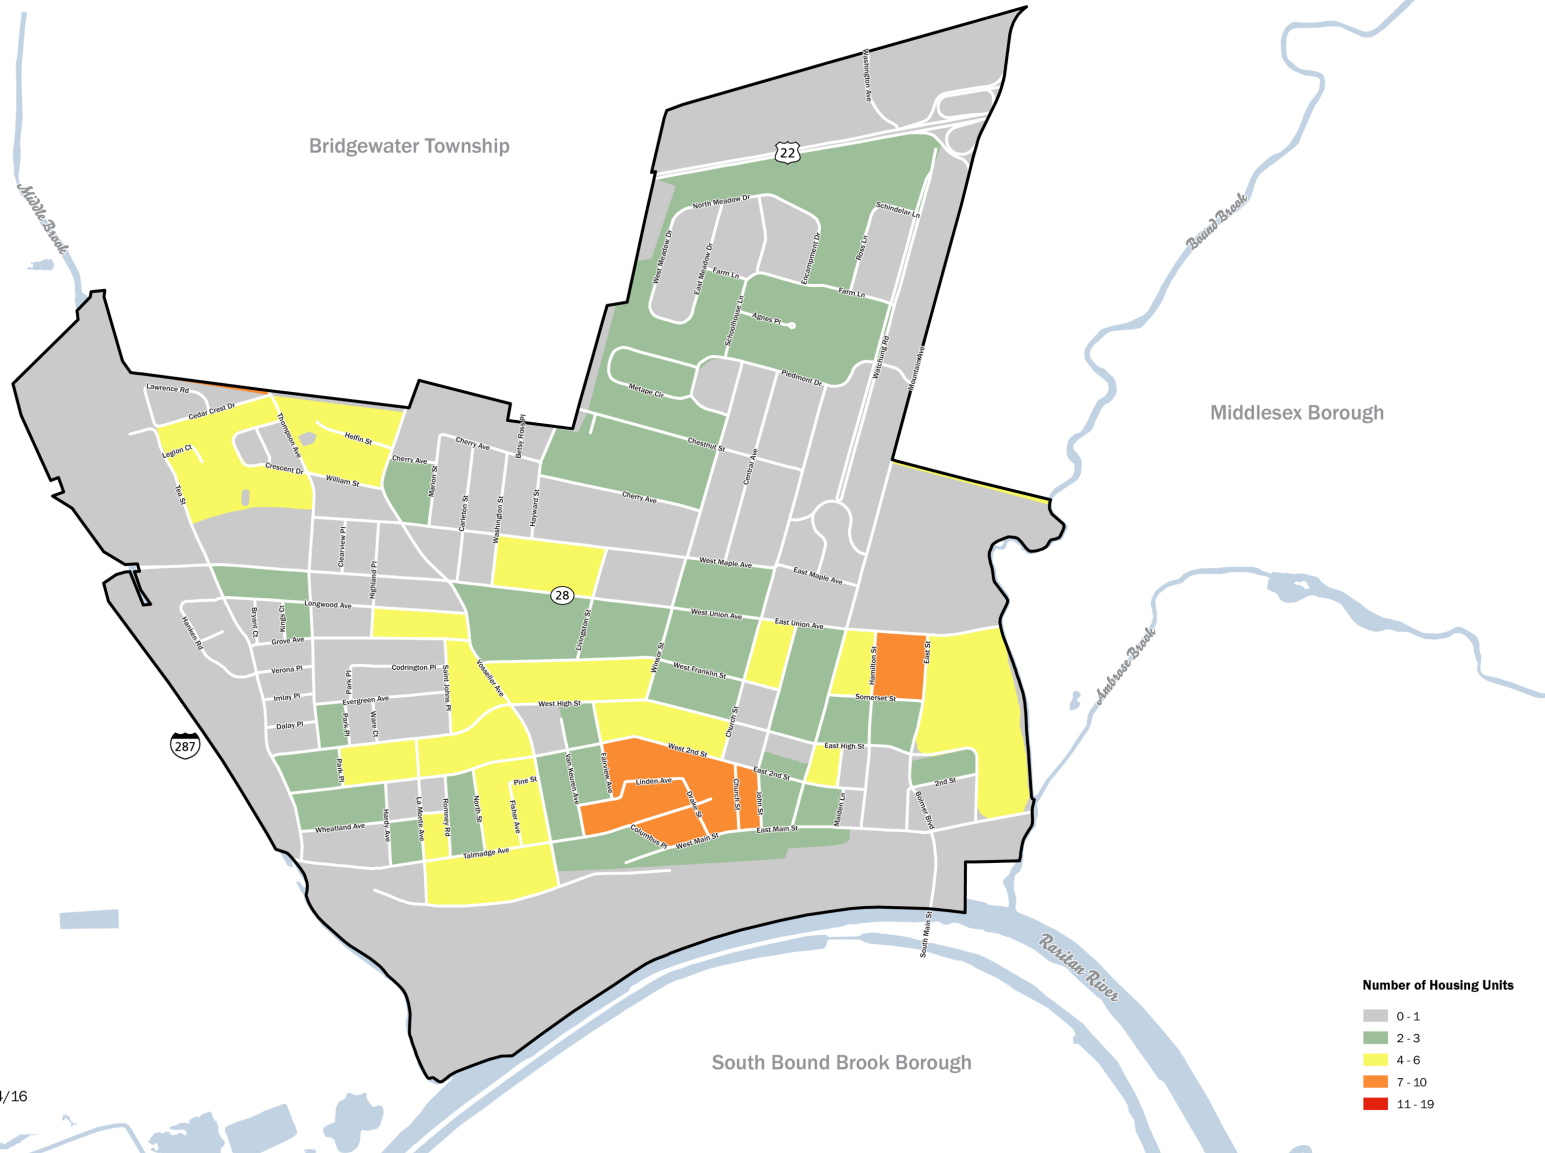 Washington Ave
Bridgewater Township
22
Middle Brook
Bound Brook
North Meadow Dr
Schindelar Ln
West Meadow Dr
East Meadow Dr
Encampment Dr
Ross Ln
Farm Ln
Farm Ln
Schoolhouse Ln
Agnes Pl
Watchung Rd
Mountain Ave
Piedmont Dr
Metape Cir
Lawrence Rd
Cedar Crest Dr
Middlesex Borough
Thompson Ave
Heflin St
Betsy Ross Pl
Cherry Ave
Chestnut St
Legion Ct
Cherry Ave
Central Ave
Crescent Dr
William St
Marion St
Tea St
Cherry Ave
Carleton St
Washington St
Hayward St
Clearview Pl
Highland Pl
West Maple Ave
East Maple Ave
28
Longwood Ave
Bryant Ct
Kings Ct
West Union Ave
East Union Ave
Livingston St
Hanken Rd
Grove Ave
Winsor St
Hamilton St
East St
Ambrose Brook
Verona Pl
Codrington Pl
Vosseller Ave
West Franklin St
Park Pl
Saint Johns Pl
Imlay Pl
Evergreen Ave
West High St
Somerset St
Dalay Pl
Park Pl
Ware Ct
Church St
287
East High St
West 2nd St
Park Pl
Van Keuren Ave
Fairview Ave
East 2nd St
Pine St
Linden Ave
2nd St
Hardy Ave
La Monte Ave
Romney Rd
North St
Fisher Ave
Drake St
Church St
John St
Maiden Ln
Bolmer Blvd
Wheatland Ave
Columbus Pl
West Main St
East Main St
Talmadge Ave
South Main St
Raritan River
South Bound Brook Borough
Number of Housing Units
0 - 1
2 - 3
4 - 6
7 - 10
11 - 19
/16